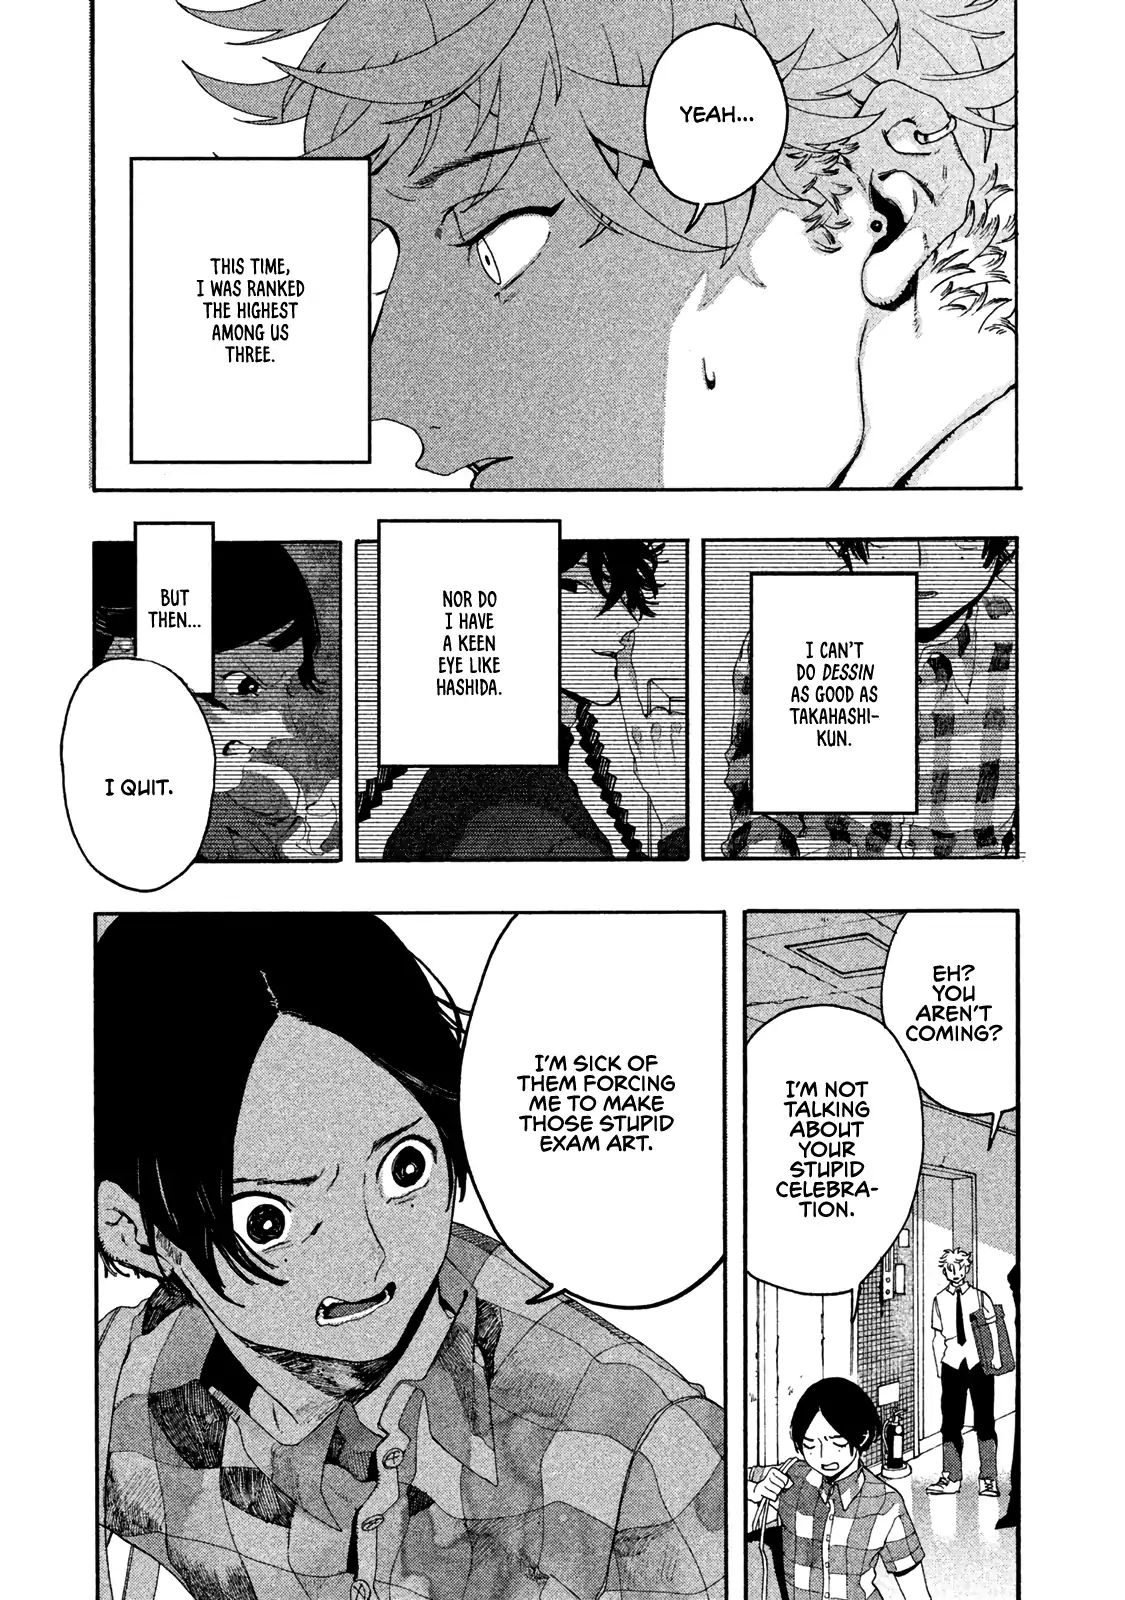 YEAH...
THIS TIME,
I WAS RANKED
THE HIGHEST
AMONG US
THREE.
I CAN'T
DO DESSIN
AS GOOD AS
TAKAHASHI-
KUN.
NOR DO
I HAVE
A KEEN
EYE LIKE
HASHIDA.
BUT
THEN...
I QUIT.
EH?
YOU
AREN'T
COMING?
I'M NOT
TALKING
ABOUT
YOUR
STUPID
CELEBRA-
TION.
I'M SICK OF
THEM FORCING
ME TO MAKE
THOSE STUPID
EXAM ART.